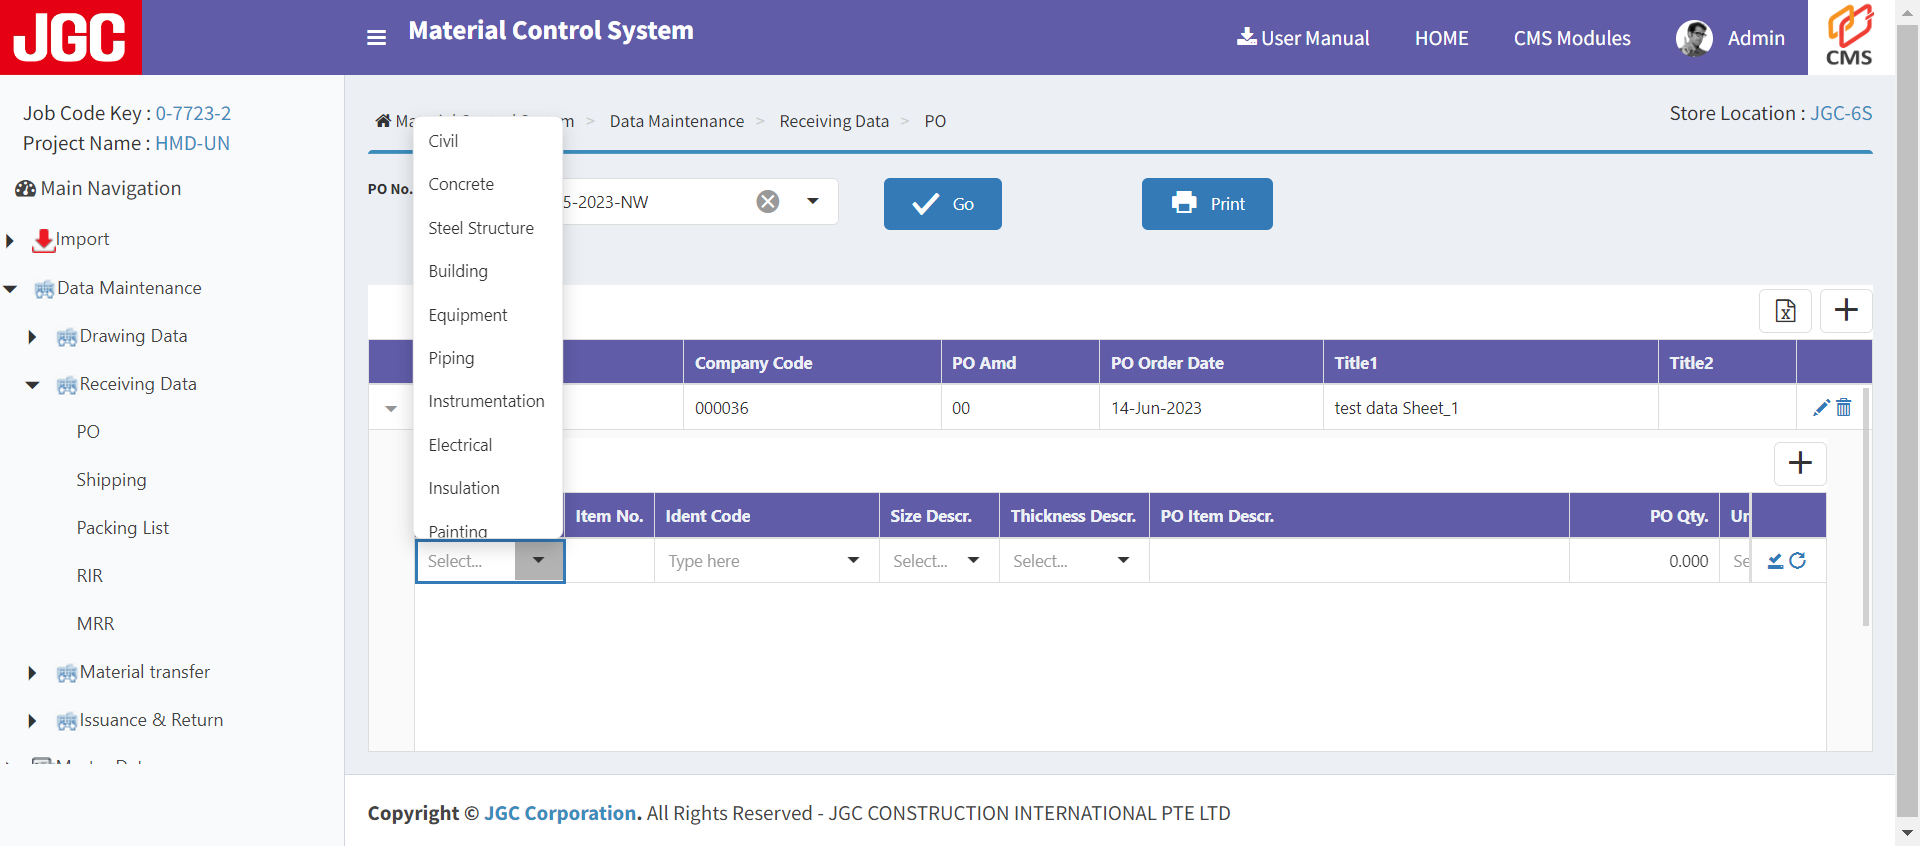 JGC
Material Control System
User Manual
HOME
CMS Modules
Admin
CMS
Job Code Key : 0-7723-2
Project Name : HMD-UN
Main Navigation
Import
Data Maintenance
Drawing Data
Receiving Data
PO
Shipping
Packing List
RIR
MRR
Material transfer
Issuance & Return
> Data Maintenance > Receiving Data > PO
Store Location : JGC-6S
PO No.
5-2023-NW
Go
Print
Civil
Concrete
Steel Structure
Building
Equipment
Piping
Instrumentation
Electrical
Insulation
Painting
Company Code PO Amd PO Order Date Title1 Title2
000036 00 14-Jun-2023 test data Sheet_1
Item No. Ident Code Size Descr. Thickness Descr. PO Item Descr. PO Qty.
Select... Type here Select... Select... 0.000 Se
Copyright © JGC Corporation. All Rights Reserved - JGC CONSTRUCTION INTERNATIONAL PTE LTD